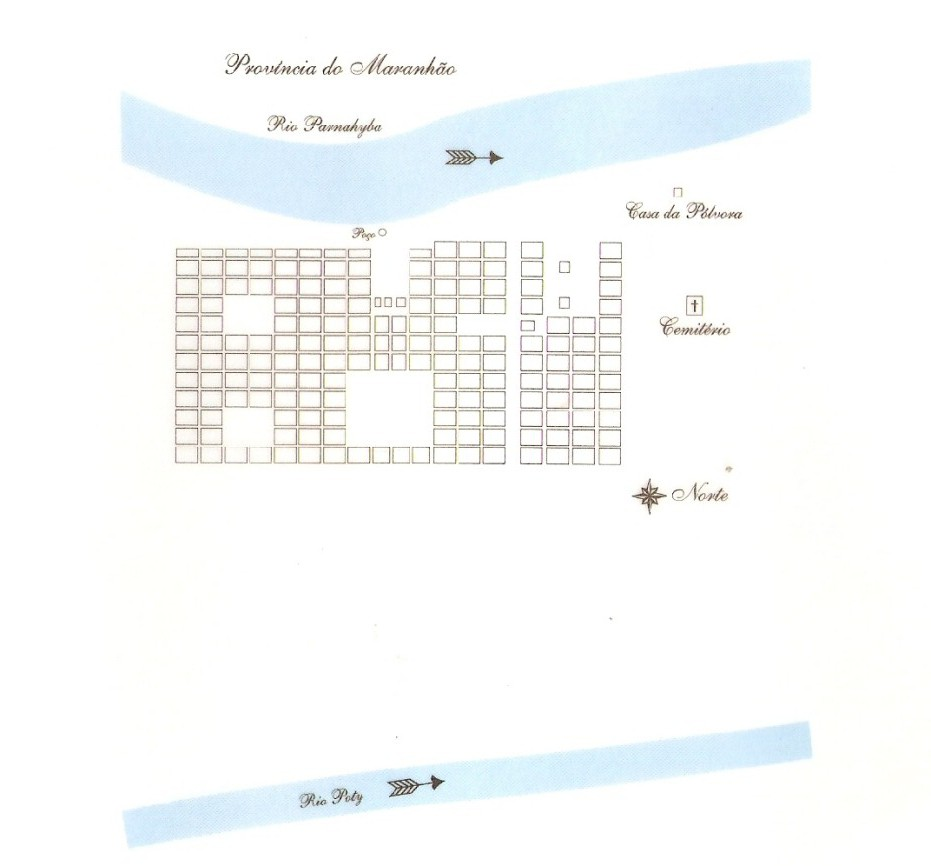 Província do Maranhão
Rio Parnahyba
Casa da Pólvora
Poço
Cemitério
Norte
Rio Poty